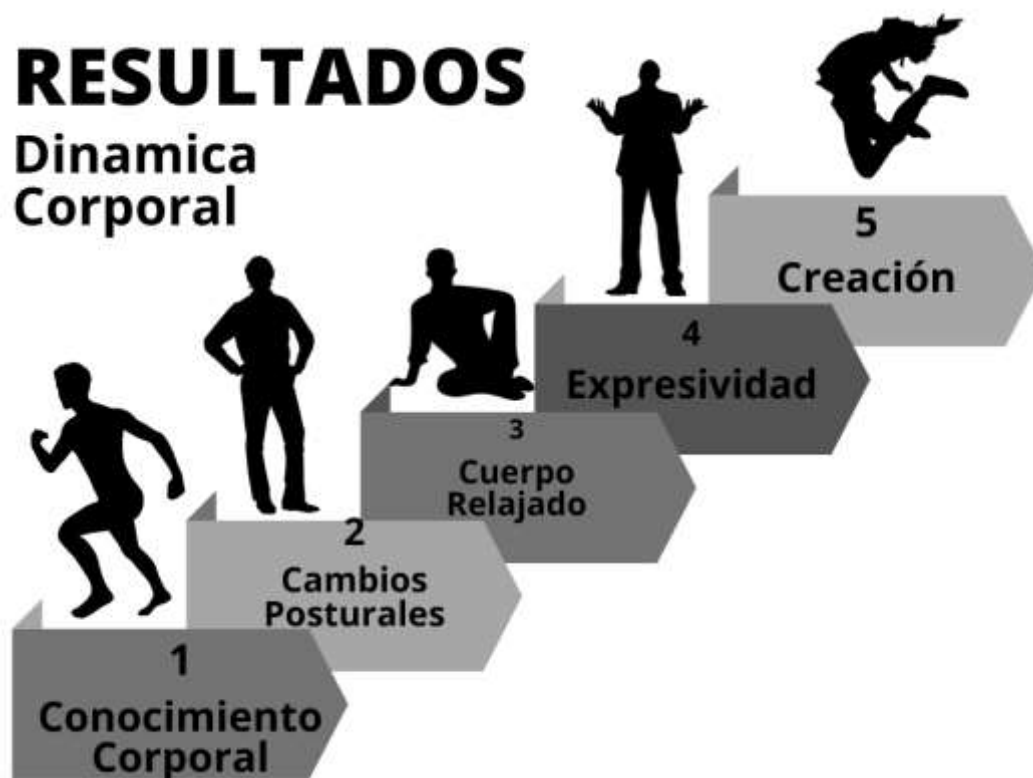 RESULTADOS
Dinamica
Corporal
5
Creación
4
Expresividad
3
Cuerpo
Relajado
2
Cambios
Posturales
1
Conocimiento
Corporal